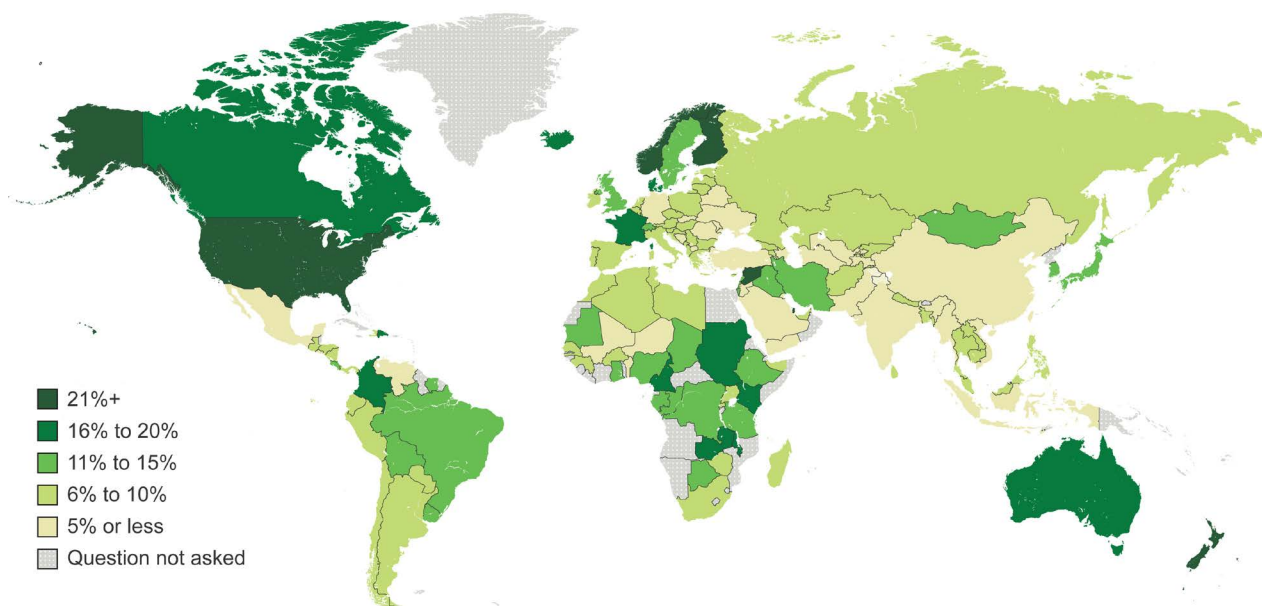 21%+
16% to 20%
11% to 15%
6% to 10%
5% or less
Question not asked